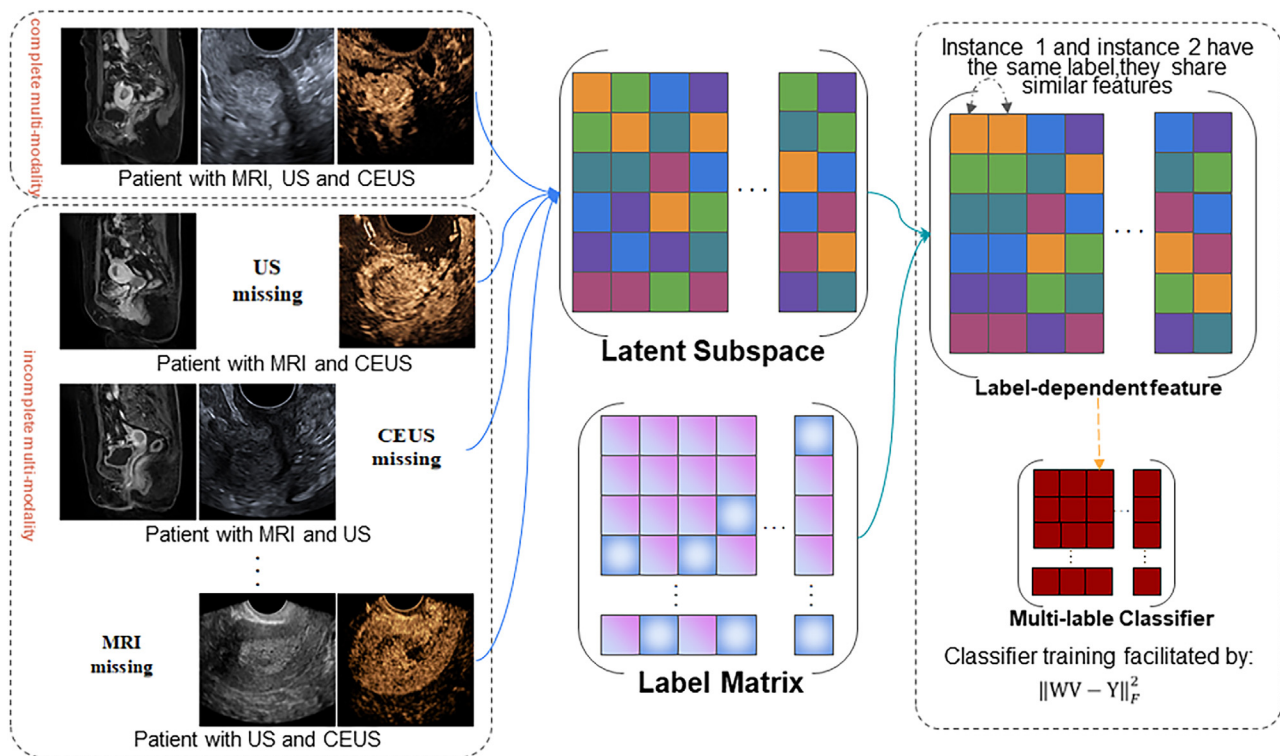 complete multi-modality
Patient with MRI, US and CEUS
incomplete multi-modality
US
missing
Patient with MRI and CEUS
CEUS
missing
Patient with MRI and US
MRI
missing
Patient with US and CEUS
Latent Subspace
Label Matrix
Instance 1 and instance 2 have
the same label,they share
similar features
Label-dependent feature
Multi-lable Classifier
Classifier training facilitated by:
‖WV − Y‖²_F